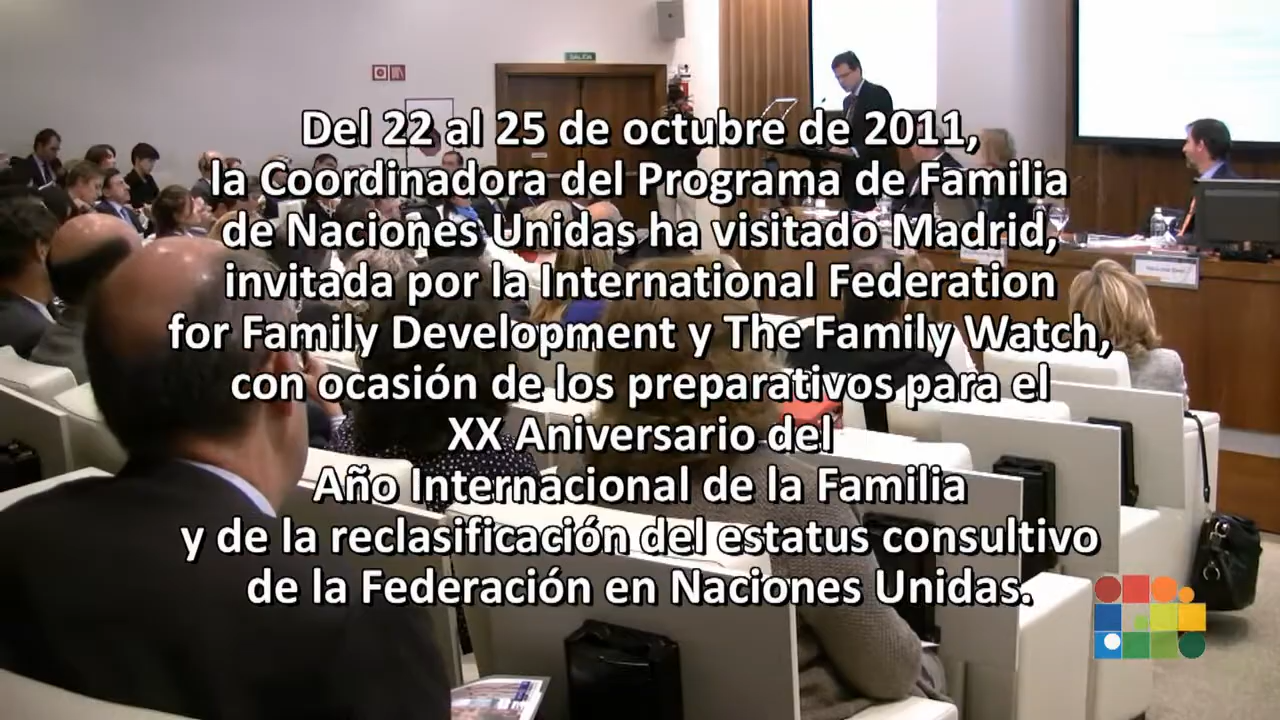 SALIDA
Del 22 al 25 de octubre de 2011,
la Coordinadora del Programa de Familia
de Naciones Unidas ha visitado Madrid,
invitada por la International Federation
for Family Development y The Family Watch,
con ocasión de los preparativos para el
XX Aniversario del
Año Internacional de la Familia
y de la reclasificación del estatus consultivo
de la Federación en Naciones Unidas.